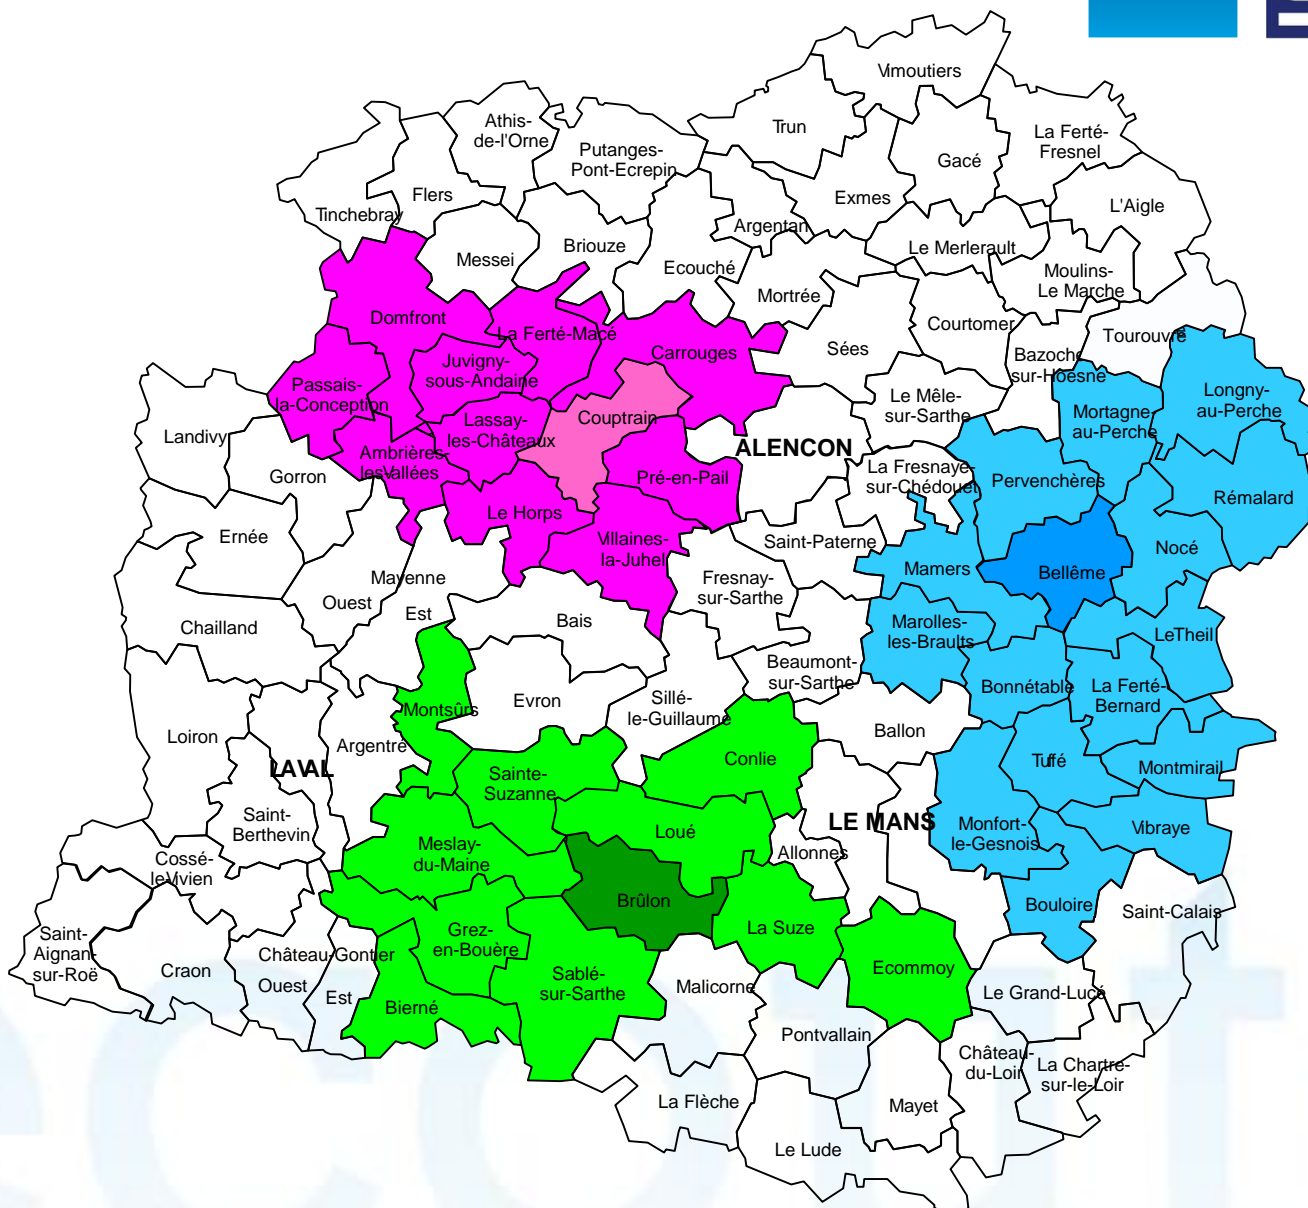 Vimoutiers
Trun
La Ferté-
Fresnel
Athis-
de-l'Orne
Putanges-
Pont-Ecrepin
Gacé
Exmes
L'Aigle
Flers
Tinchebray
Argentan
Briouze
Le Merlerault
Messei
Ecouché
Moulins-
Le Marche
Mortrée
Domfront
La Ferté-Macé
Courtomer
Tourouvre
Carrouges
Sées
Bazoche
sur-Hoesne
Juvigny-
sous-Andaine
Passais-
la-Conception
Le Mêle-
sur-Sarthe
Longny-
au-Perche
Mortagne-
au-Perche
Lassay-
les-Châteaux
Couptrain
Landivy
ALENCON
Ambrières-
lesVallées
Gorron
Pré-en-Pail
La Fresnaye-
sur-Chédouet
Pervenchères
Rémalard
Le Horps
Ernée
Villaines-
la-Juhel
Saint-Paterne
Nocé
Mayenne
Ouest
Est
Fresnay-
sur-Sarthe
Mamers
Bellême
Chailland
Bais
Marolles-
les-Braults
LeTheil
Beaumont-
sur-Sarthe
Bonnétable
La Ferté-
Bernard
Montsûrs
Evron
Sillé-
le-Guillaume
Loiron
Argentré
Ballon
LAVAL
Conlie
Tuffé
Montmirail
Sainte-
Suzanne
Saint-
Berthevin
Loué
LE MANS
Monfort-
le-Gesnois
Vibraye
Meslay-
du-Maine
Allonnes
Cossé-
leVivien
Brûlon
Bouloire
Saint-Calais
Saint-
Aignan-
sur-Roë
Grez-
en-Bouère
La Suze
Craon
Château-Gontier
Ouest
Est
Bierné
Sablé-
sur-Sarthe
Malicorne
Ecommoy
Le Grand-Lucé
Pontvallain
Château-
du-Loir
La Chartre-
sur-le-Loir
La Flèche
Mayet
Le Lude